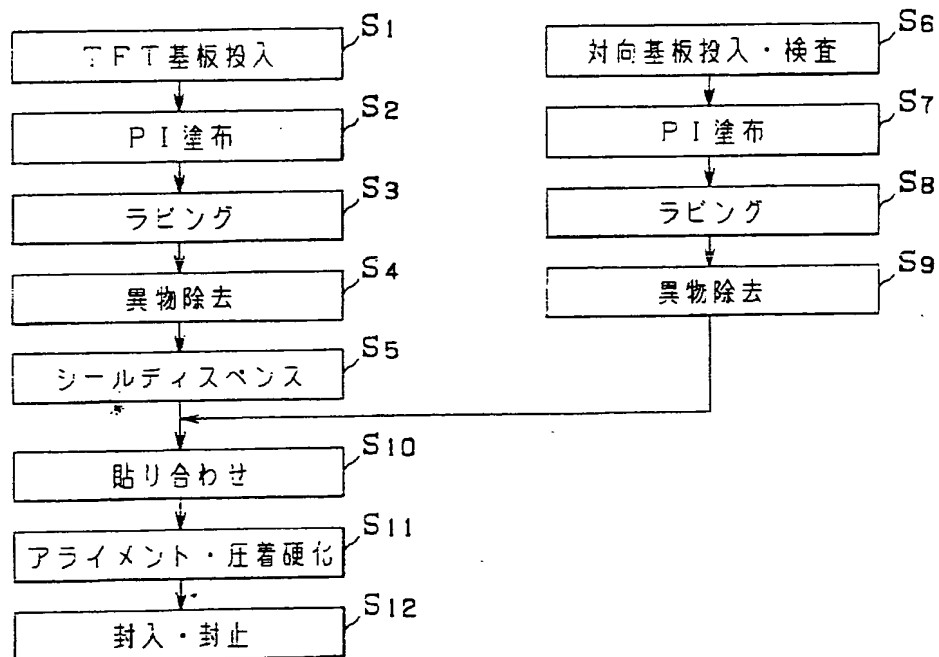 TFT基板投入 S1
PI塗布 S2
ラビング S3
異物除去 S4
シールディスペンス S5
対向基板投入・検査 S6
PI塗布 S7
ラビング S8
異物除去 S9
貼り合わせ S10
アライメント・圧着硬化 S11
封入・封止 S12